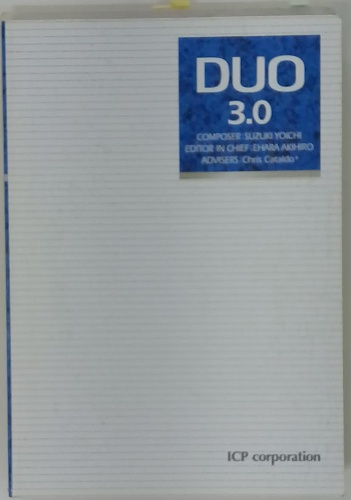 DUO
3.0
COMPOSER: SUZUKI YOICHI
EDITOR IN CHIEF: EHARA AKIHIRO
ADVISERS: Chris Cataldo*
ICP corporation